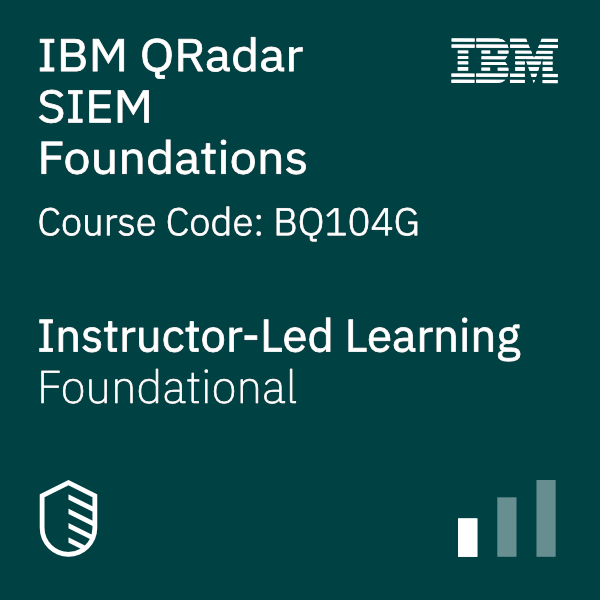 IBM QRadar
IBM
SIEM
Foundations
Course Code: BQ104G
Instructor-Led Learning
Foundational